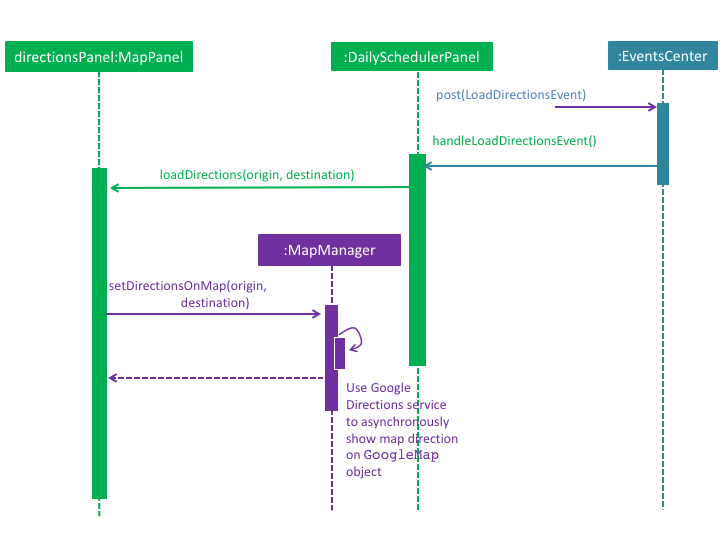 directionsPanel:MapPanel
:DailySchedulerPanel
:EventsCenter
post(LoadDirectionsEvent)
handleLoadDirectionsEvent()
loadDirections(origin, destination)
:MapManager
setDirectionsOnMap(origin,
destination)
Use Google
Directions service
to asynchronously
show map direction
on GoogleMap
object